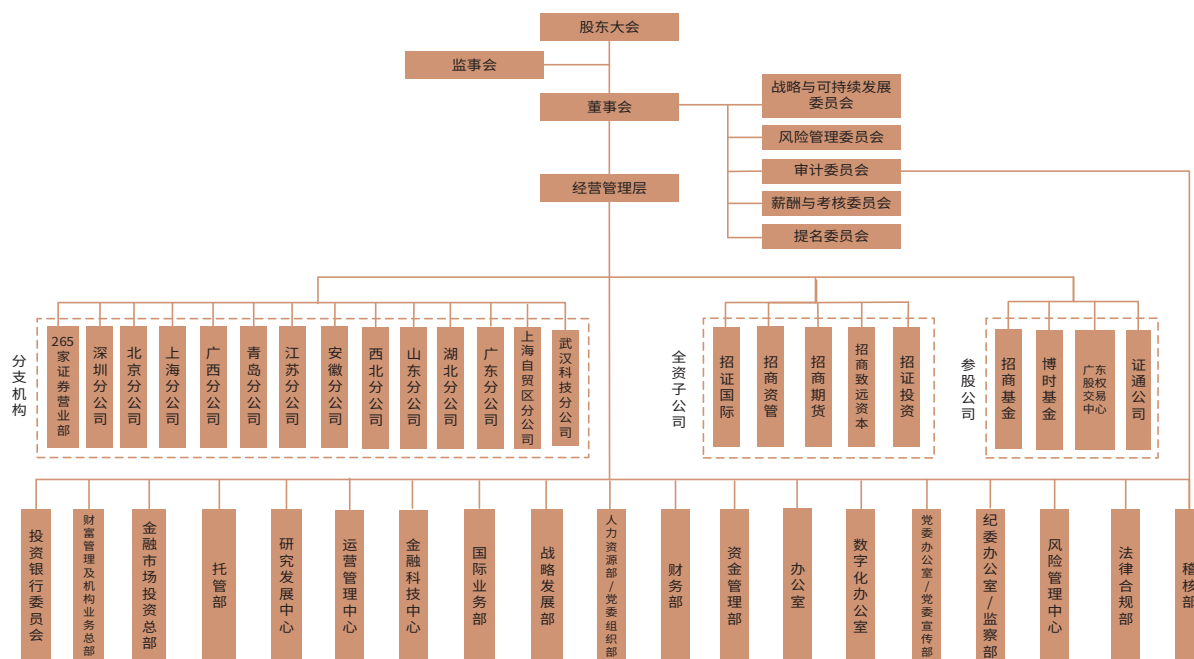 股东大会
监事会
董事会
战略与可持续发展
委员会
风险管理委员会
审计委员会
经营管理层
薪酬与考核委员会
提名委员会
分支机构
265
家证券营业部
深圳分公司
北京分公司
上海分公司
广西分公司
青岛分公司
江苏分公司
安徽分公司
西北分公司
山东分公司
湖北分公司
广东分公司
上海自贸区分公司
武汉科技分公司
全资子公司
招证国际
招商资管
招商期货
招商致远资本
招证投资
参股公司
招商基金
博时基金
广东
股权
交易
中心
证通公司
投资银行委员会
财富管理及机构业务总部
金融市场投资总部
托管部
研究发展中心
运营管理中心
金融科技中心
国际业务部
战略发展部
人力资源部/党委组织部
财务部
资金管理部
办公室
数字化办公室
党委办公室/党委宣传部
纪委办公室/监察部
风险管理中心
法律合规部
稽核部